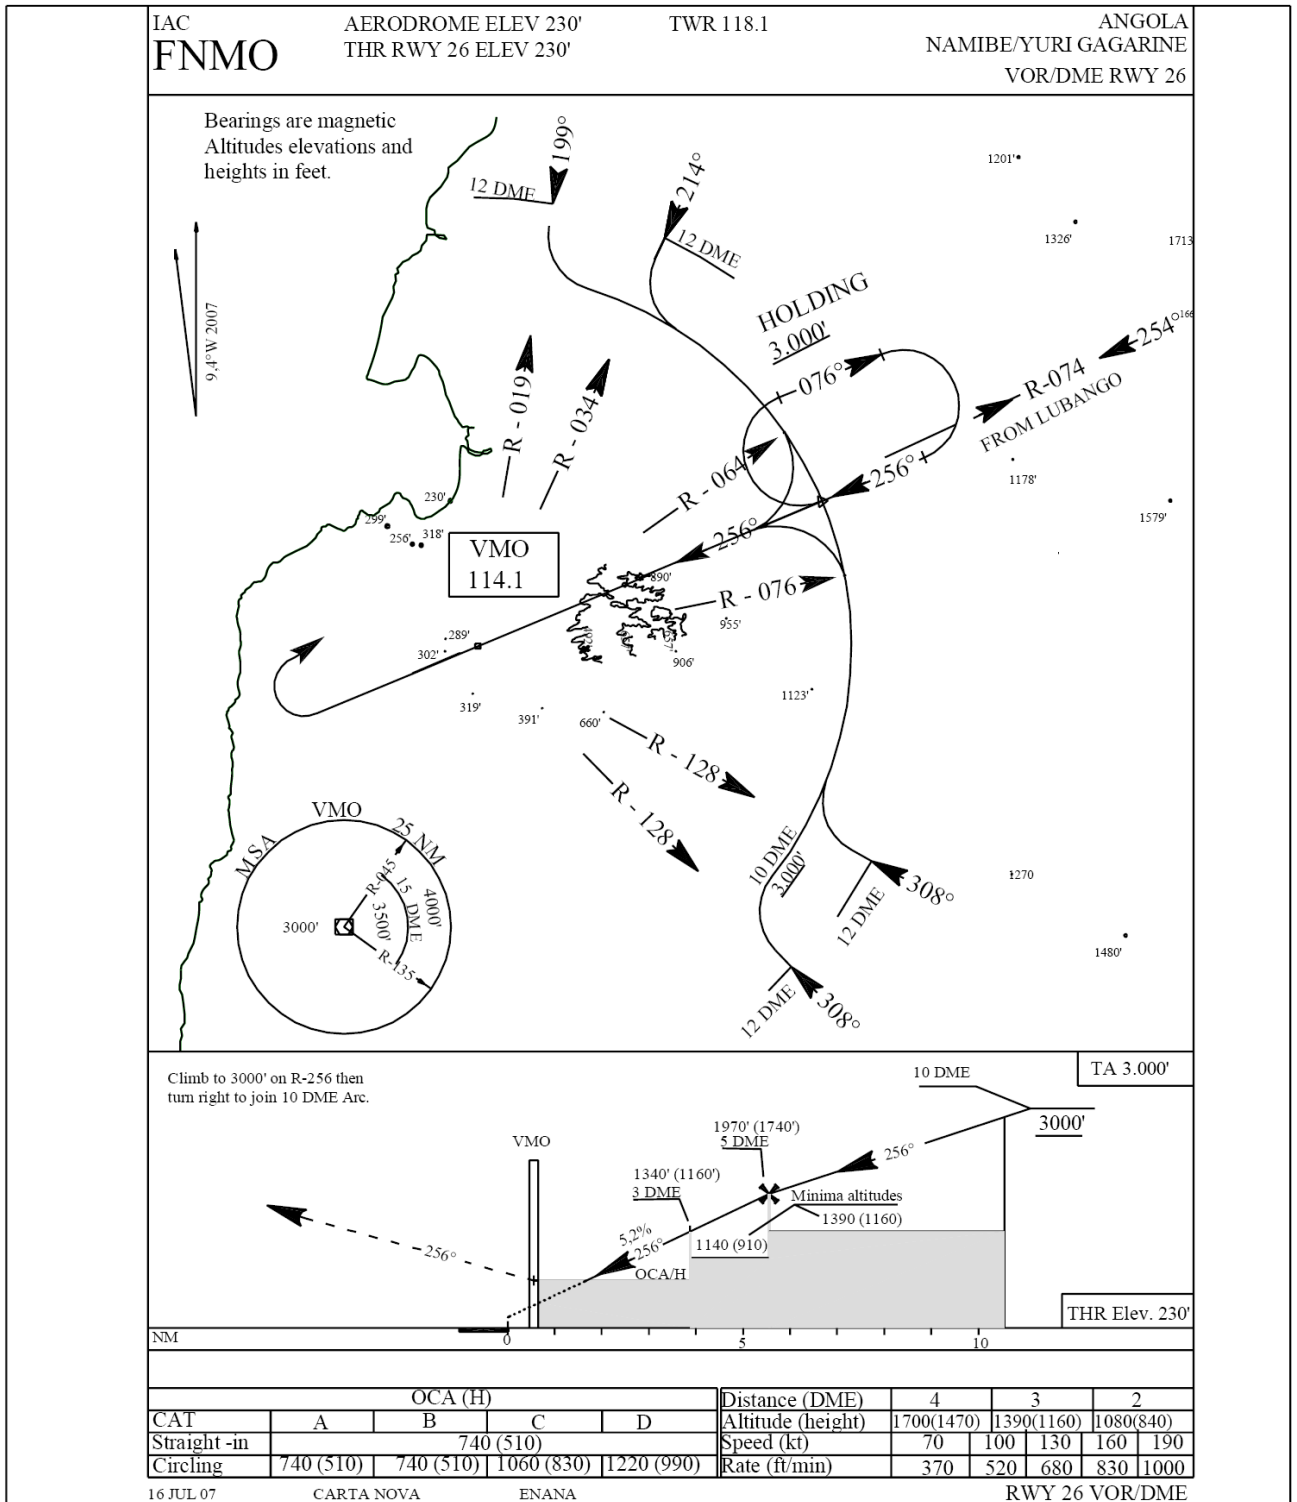 IAC
FNMO
AERODROME ELEV 230'
THR RWY 26 ELEV 230'
TWR 118.1
ANGOLA
NAMIBE/YURI GAGARINE
VOR/DME RWY 26
Bearings are magnetic
Altitudes elevations and
heights in feet.
9,4°W 2007
12 DME
199°
214°
12 DME
1201'
1326'
1713
HOLDING
3.000'
076°
254°
166
R-074
FROM LUBANGO
R - 019
R - 034
R - 064
256°
1178'
1579'
230'
299'
256'
318'
VMO
114.1
256°
890'
R - 076
955'
906'
289'
302'
319'
391'
660'
1123'
R - 128
R - 128
10 DME
3.000'
12 DME
308°
12 DME
308°
1270
1480'
VMO
MSA
25 NM
R-045
15 DME
4000'
3500'
3000'
R-135
Climb to 3000' on R-256 then
turn right to join 10 DME Arc.
TA 3.000'
10 DME
3000'
VMO
1970' (1740')
5 DME
256°
1340' (1160')
3 DME
Minima altitudes
1390 (1160)
5,2%
256°
1140 (910)
OCA/H
256°
THR Elev. 230'
NM
0
5
10
OCA (H)
CAT A B C D
Straight -in 740 (510)
Circling 740 (510) 740 (510) 1060 (830) 1220 (990)
Distance (DME) 4 3 2
Altitude (height) 1700(1470) 1390(1160) 1080(840)
Speed (kt) 70 100 130 160 190
Rate (ft/min) 370 520 680 830 1000
16 JUL 07 CARTA NOVA ENANA RWY 26 VOR/DME